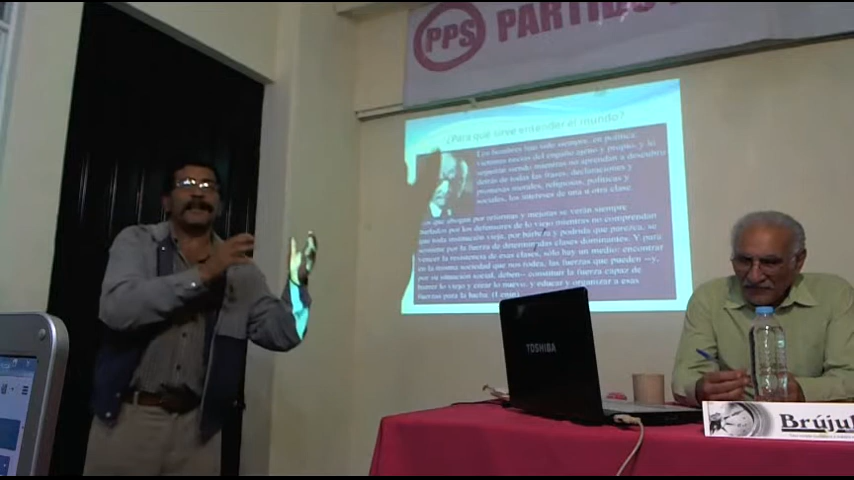 PPS PARTIDO
¿Para qué sirve entender el mundo?
Los hombres han sido siempre, en política,
víctimas necias del engaño ajeno y propio, y lo
seguirán siendo mientras no aprendan a descubrir
detrás de todas las frases, declaraciones y
promesas morales, religiosas, políticas y
sociales, los intereses de una u otra clase.
que abogan por reformas y mejoras se verán siempre
burlados por los defensores de lo viejo mientras no comprendan
que toda institución vieja, por bárbara y podrida que parezca, se
sostiene por la fuerza de determinadas clases dominantes. Y para
vencer la resistencia de esas clases, sólo hay un medio: encontrar
en la misma sociedad que nos rodea, las fuerzas que pueden —y,
por su situación social, deben— constituir la fuerza capaz de
barrer lo viejo y crear lo nuevo, y educar y organizar a esas
fuerzas para la lucha.
TOSHIBA
Brújul